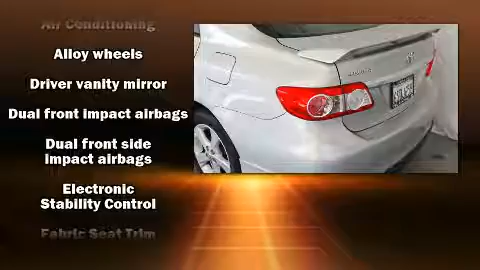 Air Conditioning
Alloy wheels
Driver vanity mirror
Dual front impact airbags
Dual front side
impact airbags
Electronic
Stability Control
Fabric Seat Trim